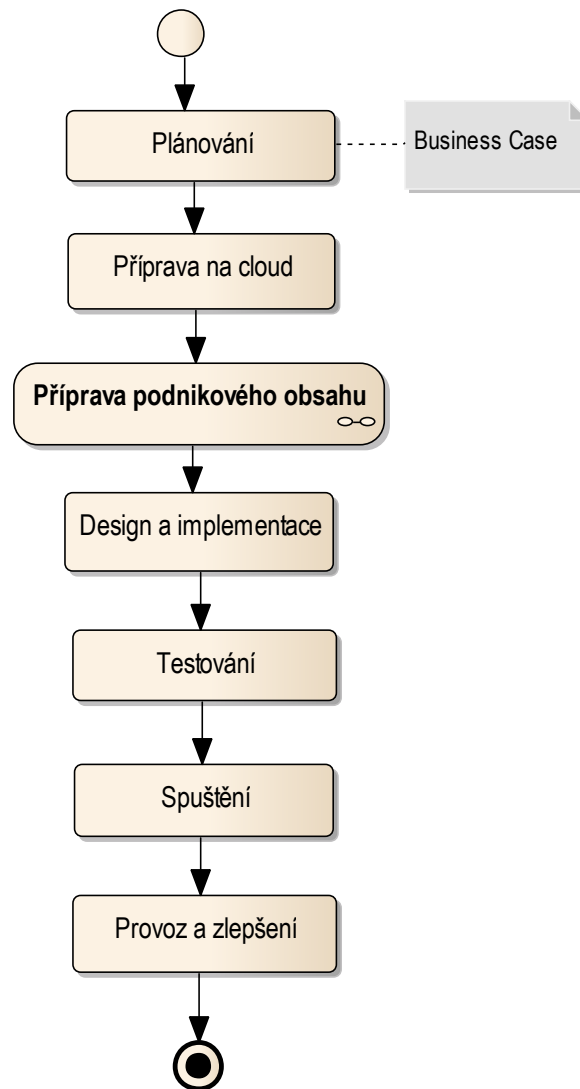 Plánování
Business Case
Příprava na cloud
Příprava podnikového obsahu
Design a implementace
Testování
Spuštění
Provoz a zlepšení